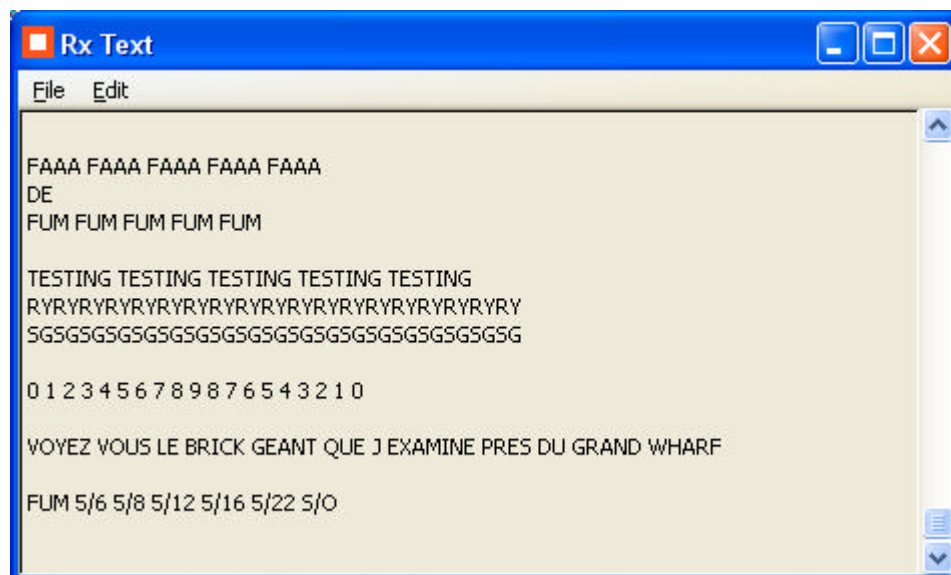 Rx Text
File Edit
FAAA FAAA FAAA FAAA FAAA
DE
FUM FUM FUM FUM FUM
TESTING TESTING TESTING TESTING TESTING
RYRYRYRYRYRYRYRYRYRYRYRYRYRYRYRYRYRYRY
SGSGSGSGSGSGSGSGSGSGSGSGSGSGSGSGSGSGSG
0 1 2 3 4 5 6 7 8 9 8 7 6 5 4 3 2 1 0
VOYEZ VOUS LE BRICK GEANT QUE J EXAMINE PRES DU GRAND WHARF
FUM 5/6 5/8 5/12 5/16 5/22 S/O